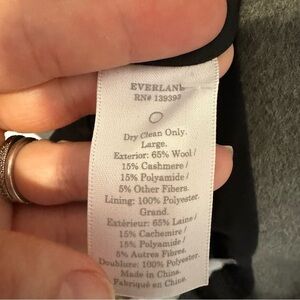 EVERLANE
RN# 139397
Dry Clean Only.
Large.
Exterior: 65% Wool /
15% Cashmere /
15% Polyamide /
5% Other Fibers.
Lining: 100% Polyester.
Grand.
Extérieur: 65% Laine /
15% Cachemire /
15% Polyamide /
5% Autres Fibres.
Doublure: 100% Polyester.
Made in China.
Fabriqué en China.